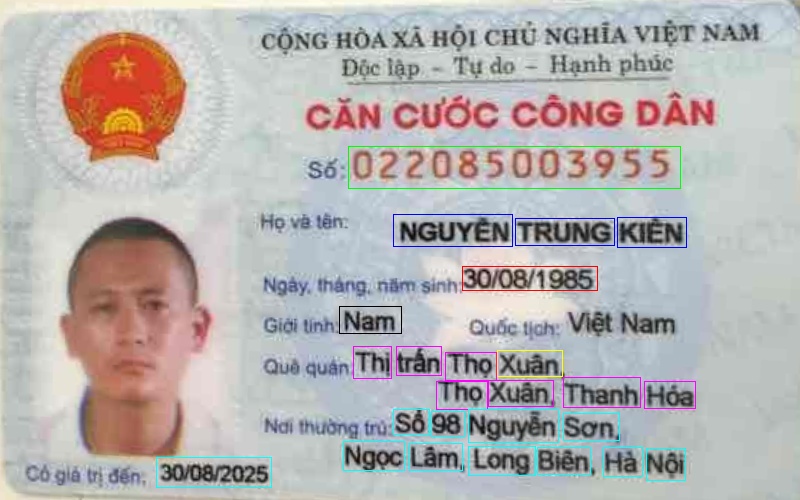 CỘNG HÒA XÃ HỘI CHỦ NGHĨA VIỆT NAM
Độc lập - Tự do - Hạnh phúc
CĂN CƯỚC CÔNG DÂN
Số: 022085003955
Họ và tên: NGUYỄN TRUNG KIÊN
Ngày, tháng, năm sinh: 30/08/1985
Giới tính: Nam Quốc tịch: Việt Nam
Quê quán: Thị trấn Thọ Xuân,
Thọ Xuân, Thanh Hóa
Nơi thường trú: Số 98 Nguyễn Sơn,
Ngọc Lâm, Long Biên, Hà Nội
Có giá trị đến: 30/08/2025